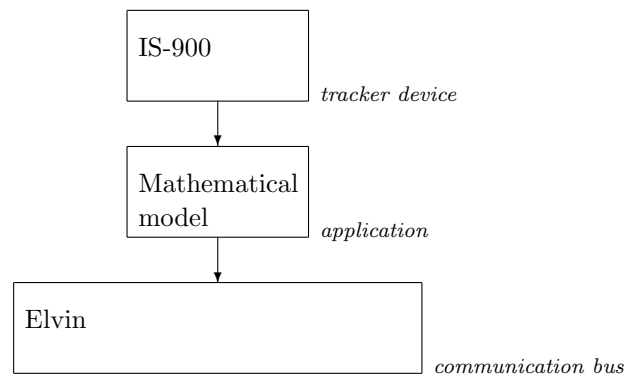 IS-900
tracker device
Mathematical
model
application
Elvin
communication bus